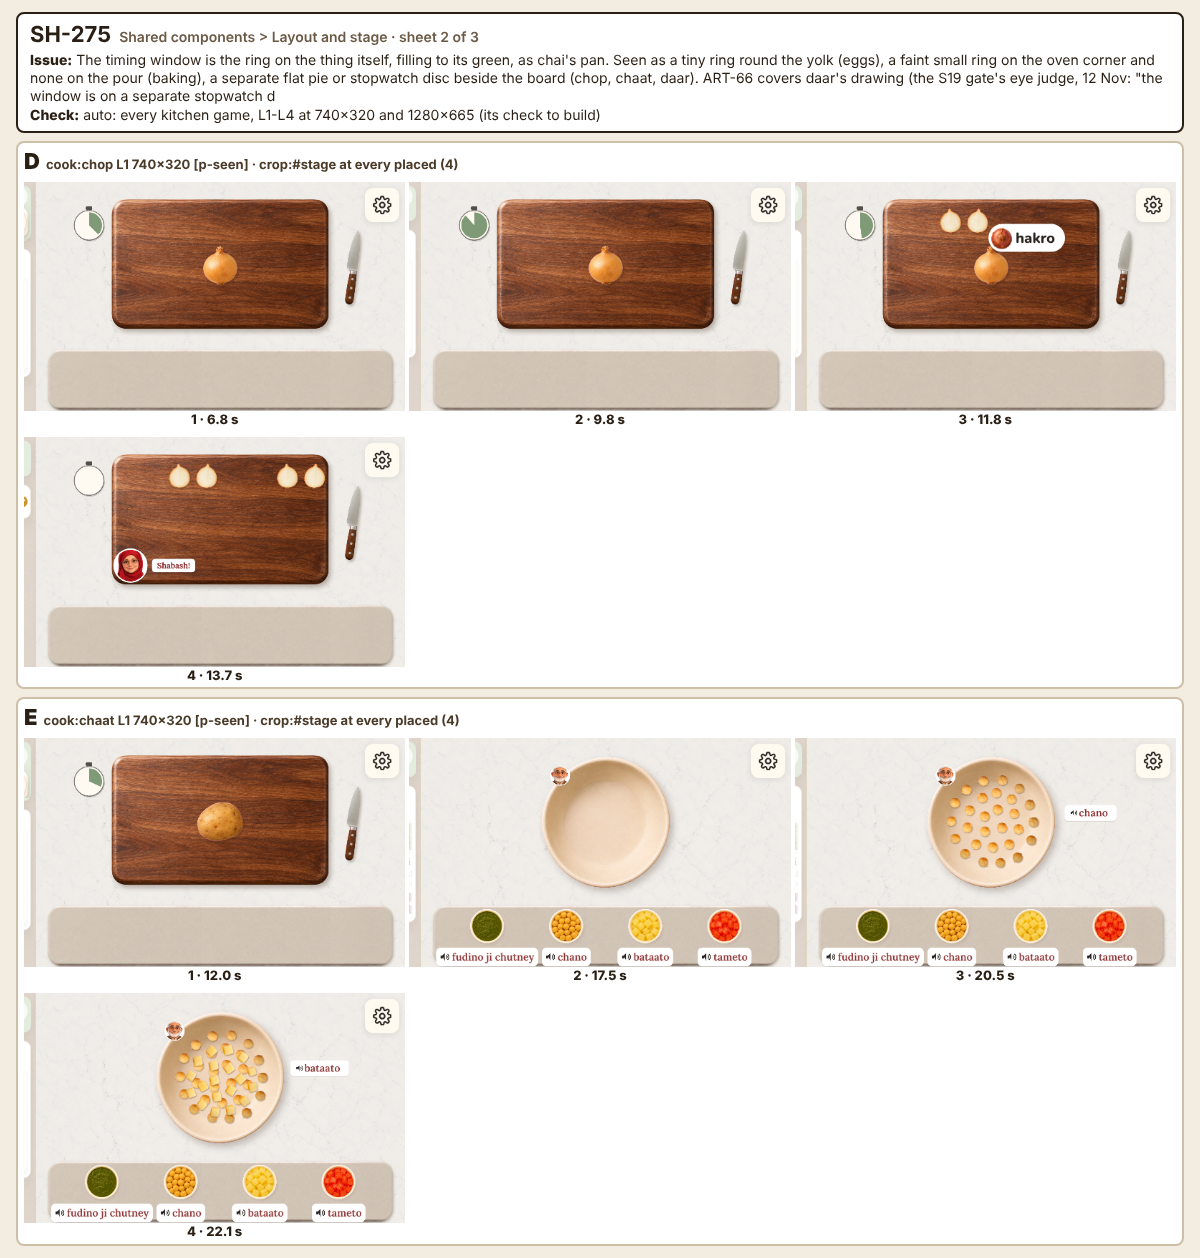 SH-275 Shared components > Layout and stage · sheet 2 of 3
Issue: The timing window is the ring on the thing itself, filling to its green, as chai's pan. Seen as a tiny ring round the yolk (eggs), a faint small ring on the oven corner and
none on the pour (baking), a separate flat pie or stopwatch disc beside the board (chop, chaat, daar). ART-66 covers daar's drawing (the S19 gate's eye judge, 12 Nov: "the
window is on a separate stopwatch d
Check: auto: every kitchen game, L1-L4 at 740×320 and 1280×665 (its check to build)
D cook:chop L1 740×320 [p-seen] · crop:#stage at every placed (4)
hakro
1 · 6.8 s
2 · 9.8 s
3 · 11.8 s
Shabash!
4 · 13.7 s
E cook:chaat L1 740×320 [p-seen] · crop:#stage at every placed (4)
chano
fudino ji chutney chano bataato tameto
fudino ji chutney chano bataato tameto
1 · 12.0 s
2 · 17.5 s
3 · 20.5 s
bataato
fudino ji chutney chano bataato tameto
4 · 22.1 s